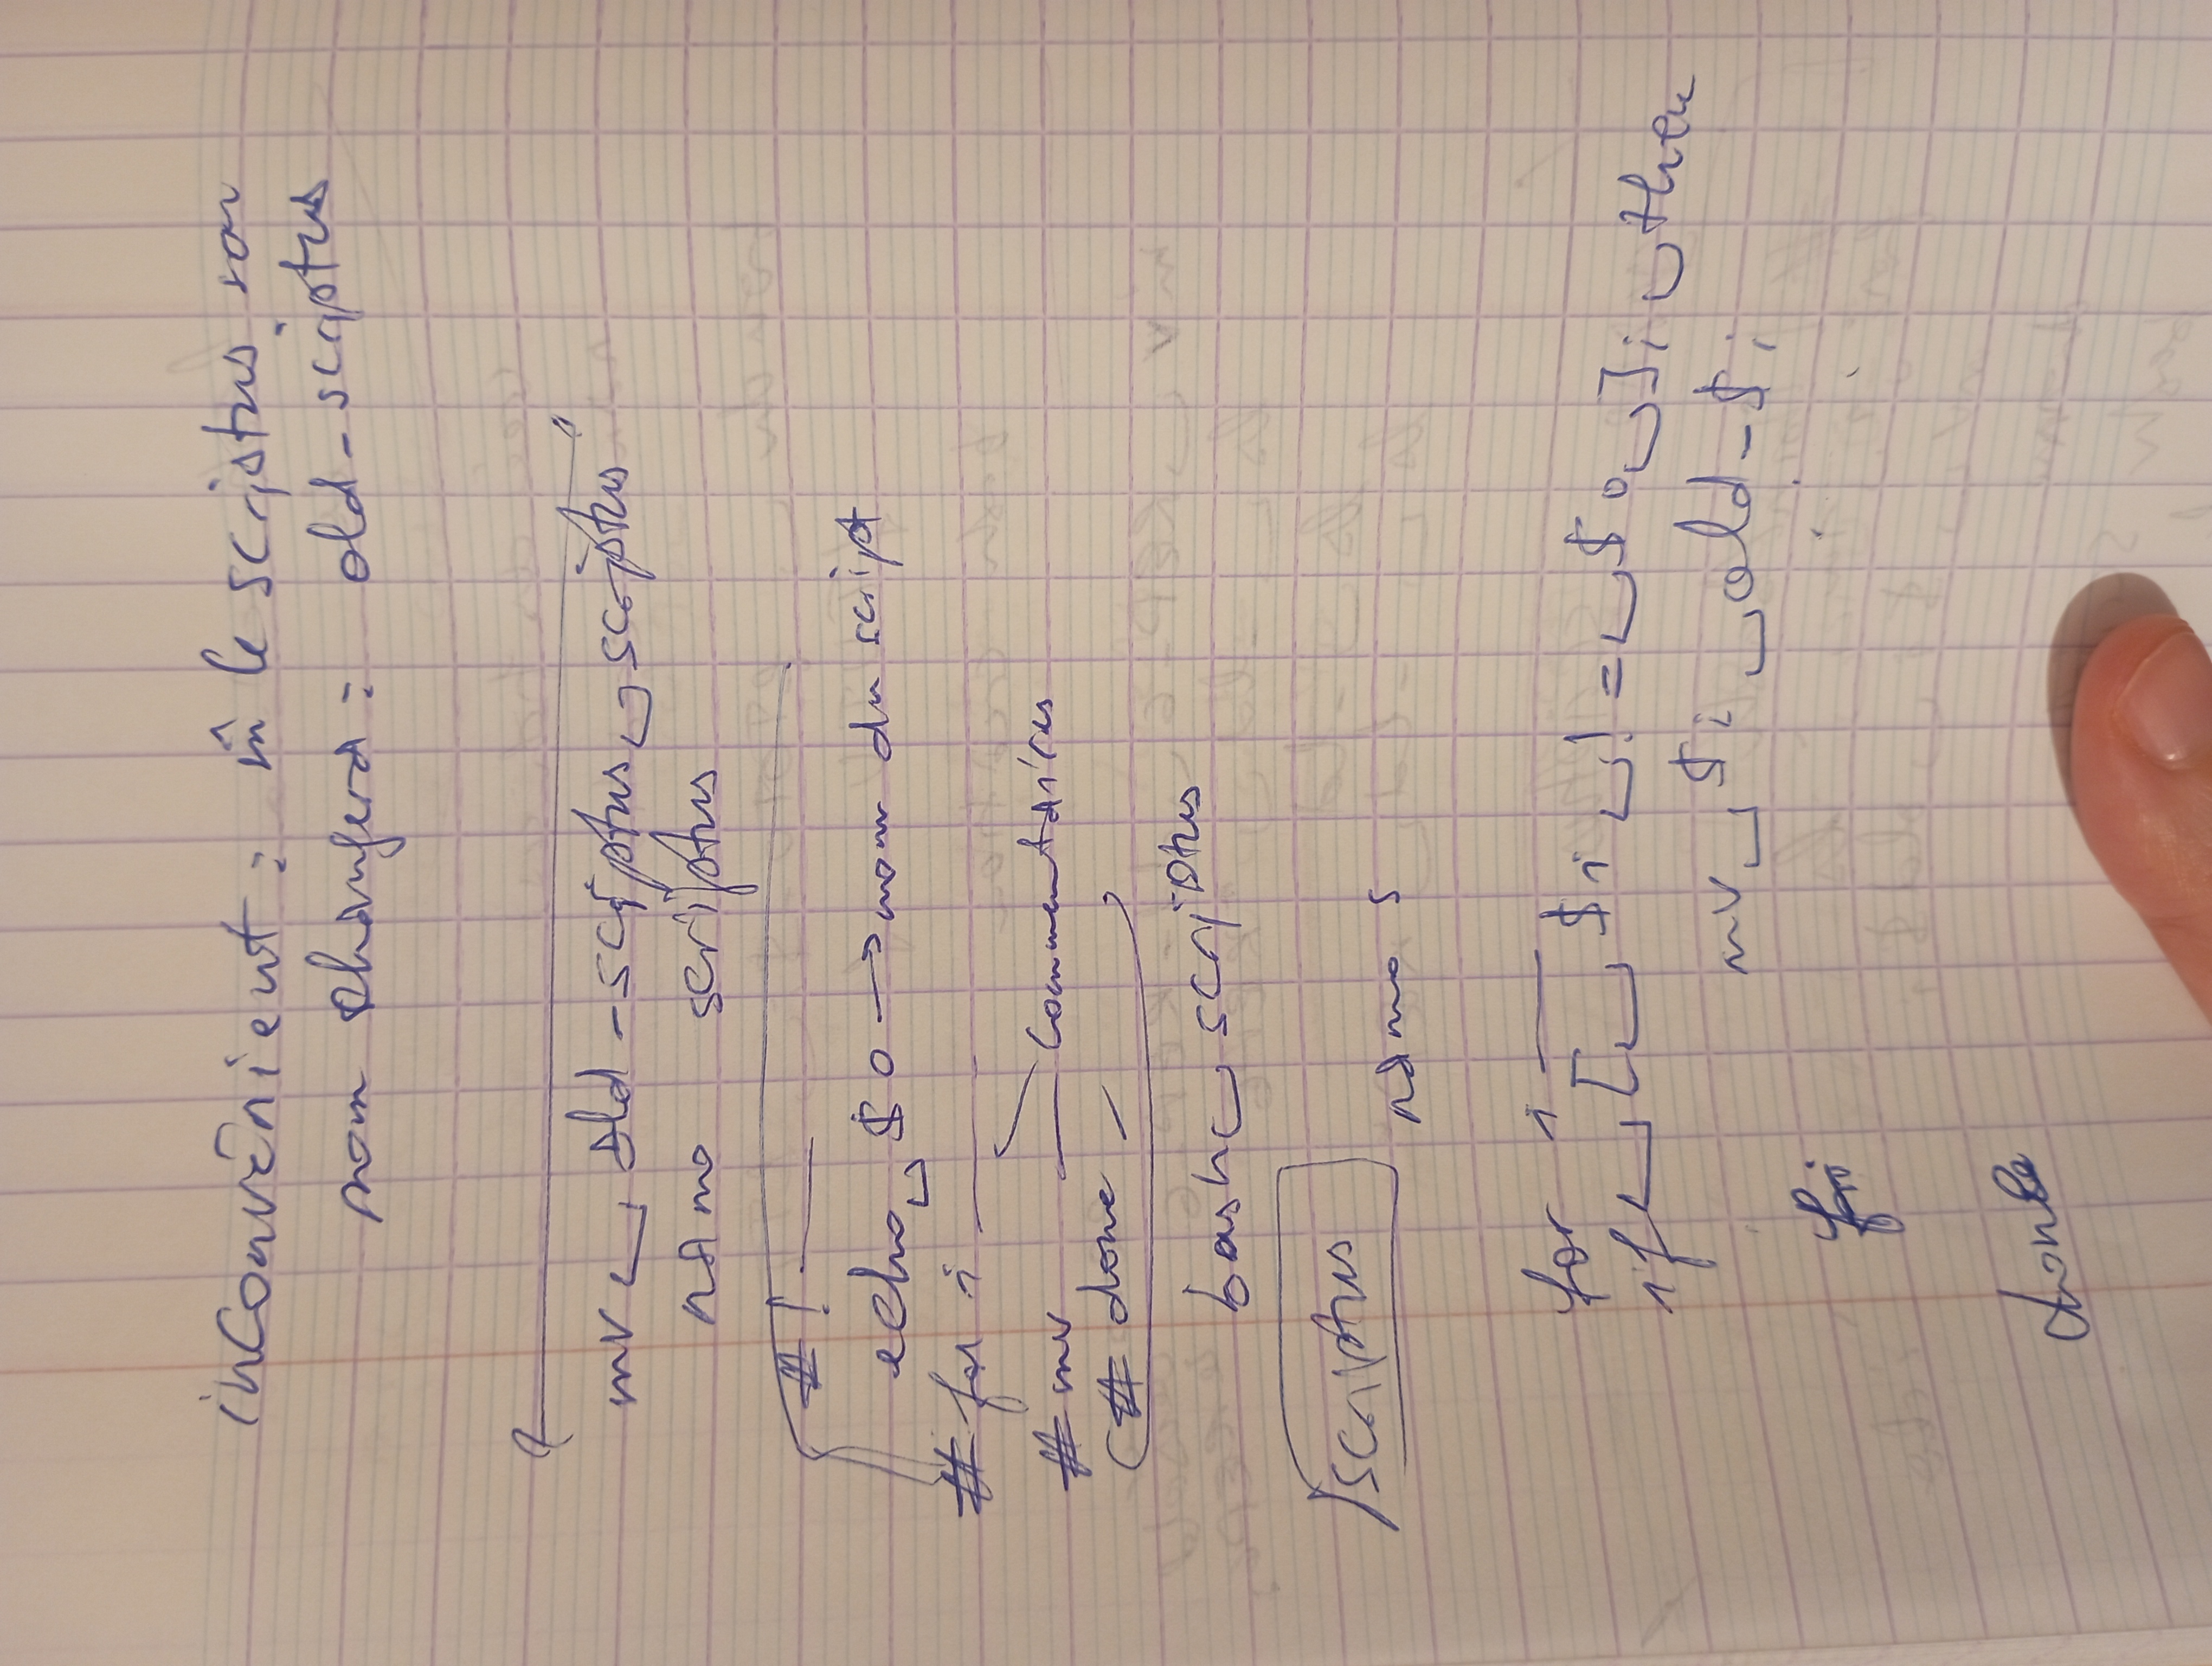 inconvénient : m̂ le scriptus son
nom changera : old-scriptus
mv␣old-scriptus␣scriptus
nano scriptus
#!
echo␣$0 → nom du script
# for i
# mv commentaires
# done
bash␣scriptus
scriptus
nano s
for i
if␣[␣$i␣!=␣$0␣];␣then
mv␣$i␣old-$i
fi
done